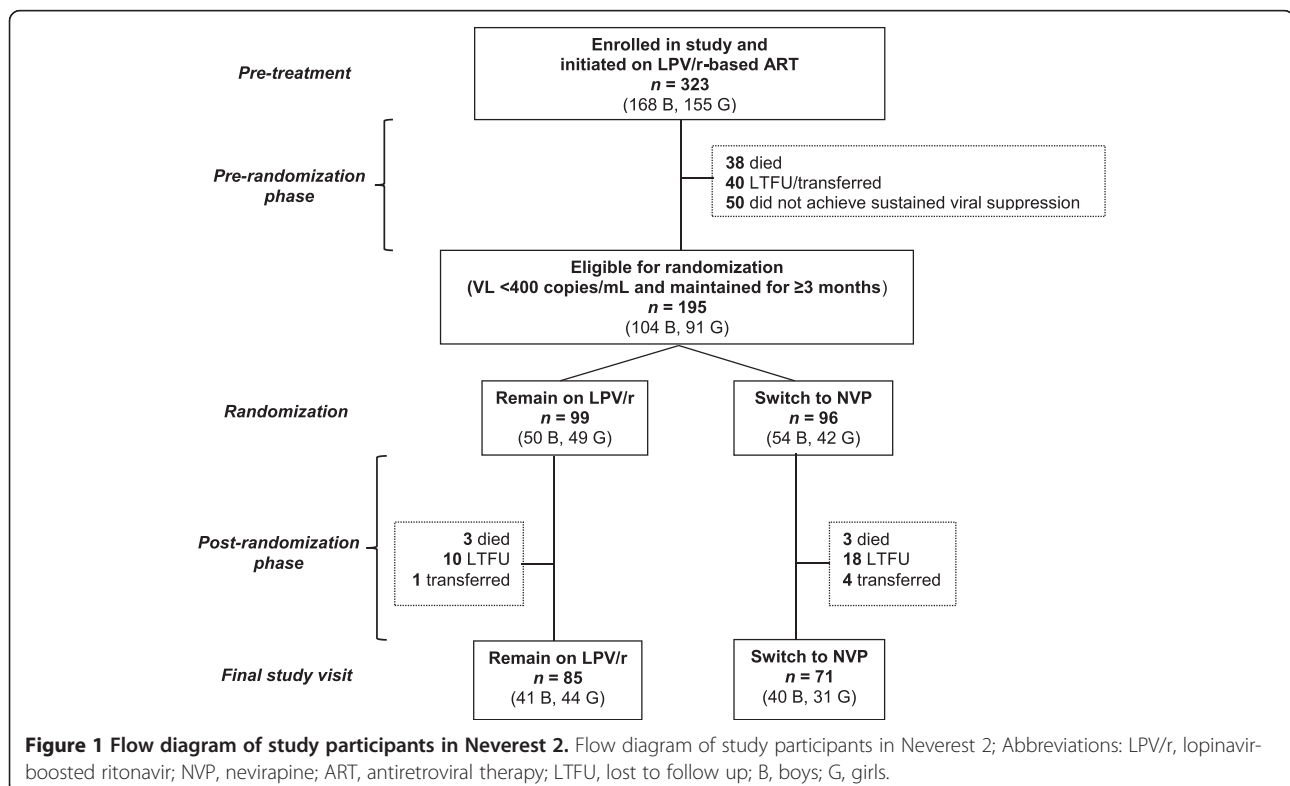 Pre-treatment
Enrolled in study and
initiated on LPV/r-based ART
n = 323
(168 B, 155 G)
Pre-randomization
phase
38 died
40 LTFU/transferred
50 did not achieve sustained viral suppression
Eligible for randomization
(VL <400 copies/mL and maintained for ≥3 months)
n = 195
(104 B, 91 G)
Randomization
Remain on LPV/r
n = 99
(50 B, 49 G)
Switch to NVP
n = 96
(54 B, 42 G)
Post-randomization
phase
3 died
10 LTFU
1 transferred
3 died
18 LTFU
4 transferred
Final study visit
Remain on LPV/r
n = 85
(41 B, 44 G)
Switch to NVP
n = 71
(40 B, 31 G)
Figure 1 Flow diagram of study participants in Neverest 2. Flow diagram of study participants in Neverest 2; Abbreviations: LPV/r, lopinavir-
boosted ritonavir; NVP, nevirapine; ART, antiretroviral therapy; LTFU, lost to follow up; B, boys; G, girls.